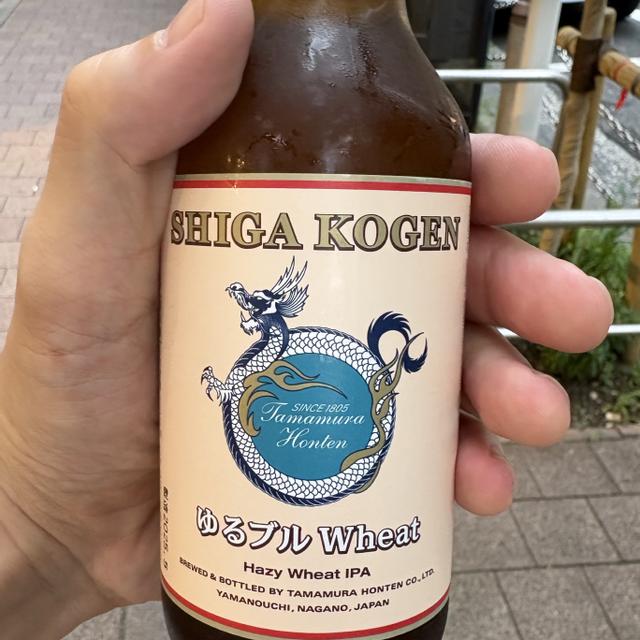 SHIGA KOGEN
SINCE 1805
Tamamura
Honten
ゆるブル Wheat
Hazy Wheat IPA
BREWED & BOTTLED BY TAMAMURA HONTEN CO., LTD.
YAMANOUCHI, NAGANO, JAPAN